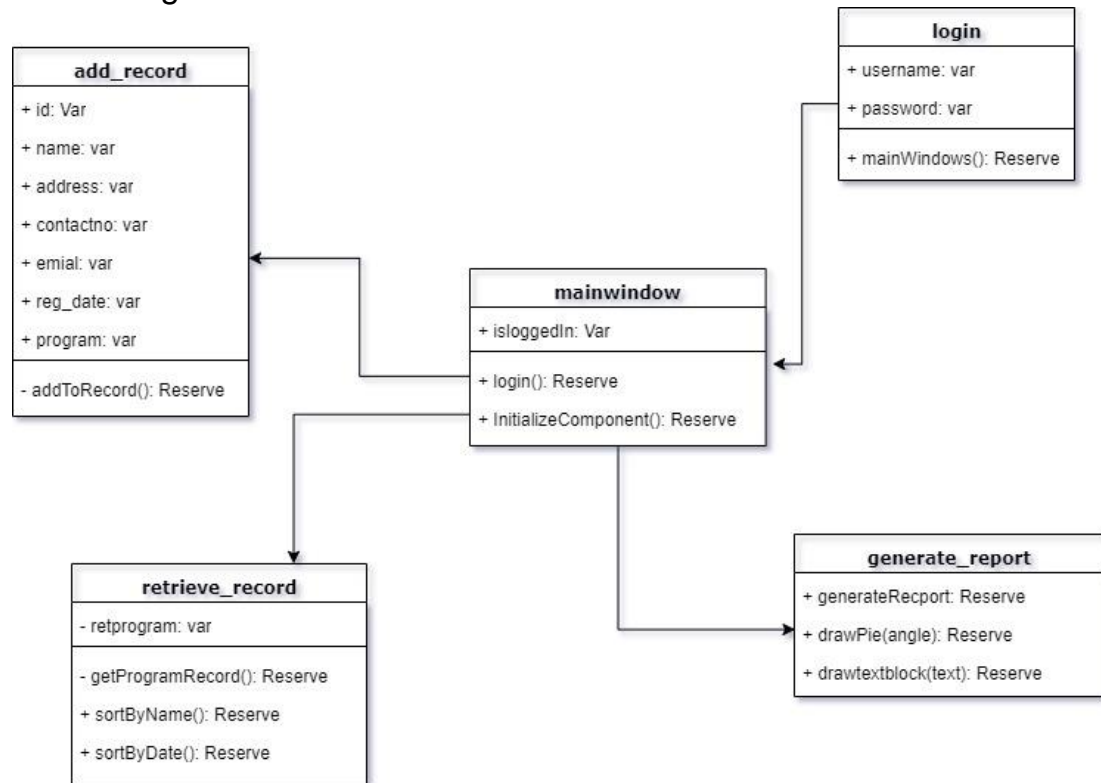 login
+ username: var
+ password: var
+ mainWindows(): Reserve
add_record
+ id: Var
+ name: var
+ address: var
+ contactno: var
+ emial: var
+ reg_date: var
+ program: var
- addToRecord(): Reserve
mainwindow
+ isloggedIn: Var
+ login(): Reserve
+ InitializeComponent(): Reserve
retrieve_record
- retprogram: var
- getProgramRecord(): Reserve
+ sortByName(): Reserve
+ sortByDate(): Reserve
generate_report
+ generateRecport: Reserve
+ drawPie(angle): Reserve
+ drawtextblock(text): Reserve